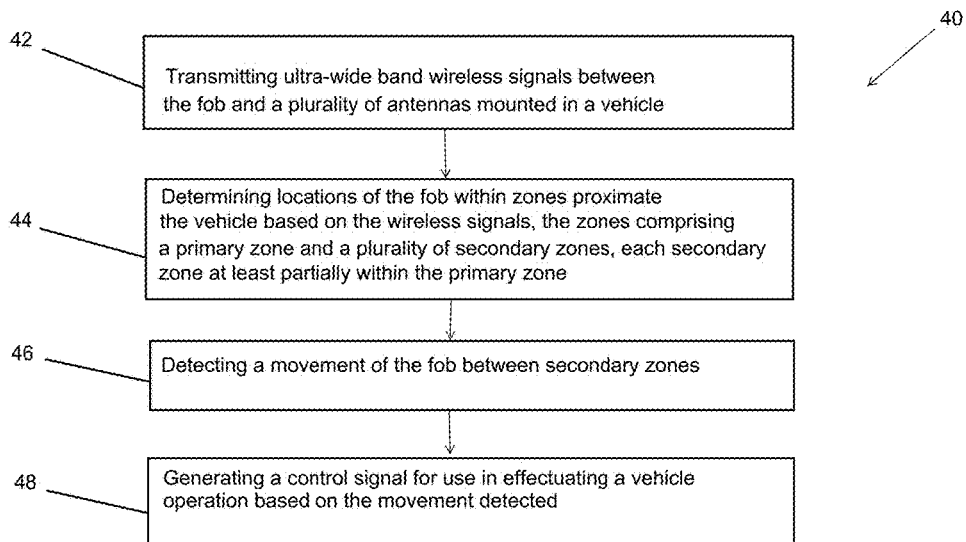 40
42
Transmitting ultra-wide band wireless signals between
the fob and a plurality of antennas mounted in a vehicle
44
Determining locations of the fob within zones proximate
the vehicle based on the wireless signals, the zones comprising
a primary zone and a plurality of secondary zones, each secondary
zone at least partially within the primary zone
46
Detecting a movement of the fob between secondary zones
48
Generating a control signal for use in effectuating a vehicle
operation based on the movement detected